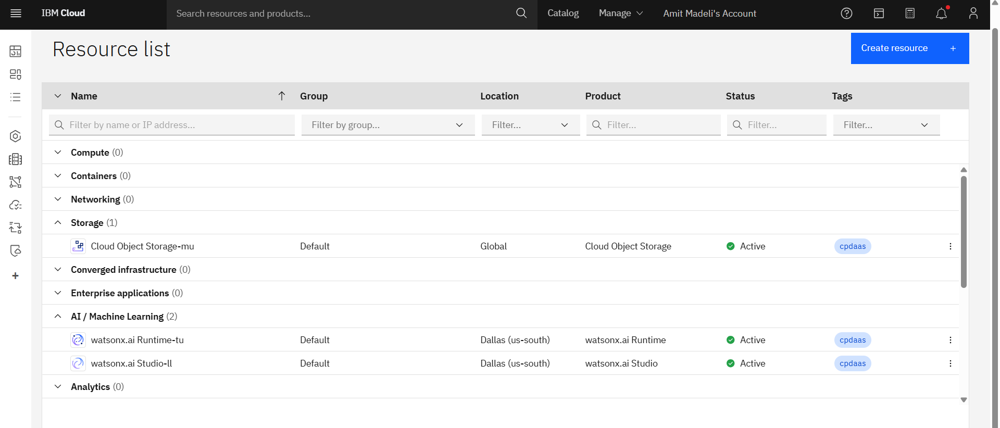 IBM Cloud
Search resources and products...
Catalog
Manage
Amit Madeli's Account
Resource list
Create resource +
Name Group Location Product Status Tags
Filter by name or IP address... Filter by group... Filter... Filter... Filter... Filter...
Compute (0)
Containers (0)
Networking (0)
Storage (1)
Cloud Object Storage-mu Default Global Cloud Object Storage Active cpdaas
Converged infrastructure (0)
Enterprise applications (0)
AI / Machine Learning (2)
watsonx.ai Runtime-tu Default Dallas (us-south) watsonx.ai Runtime Active cpdaas
watsonx.ai Studio-ll Default Dallas (us-south) watsonx.ai Studio Active cpdaas
Analytics (0)